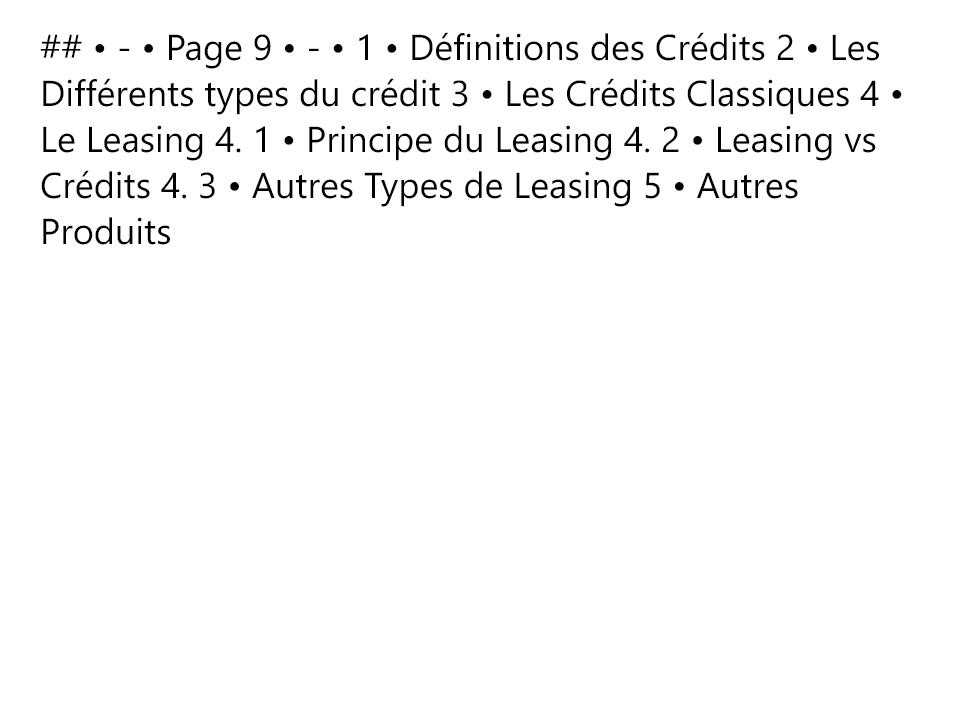 ## • - • Page 9 • - • 1 • Définitions des Crédits 2 • Les
Différents types du crédit 3 • Les Crédits Classiques 4 •
Le Leasing 4. 1 • Principe du Leasing 4. 2 • Leasing vs
Crédits 4. 3 • Autres Types de Leasing 5 • Autres
Produits